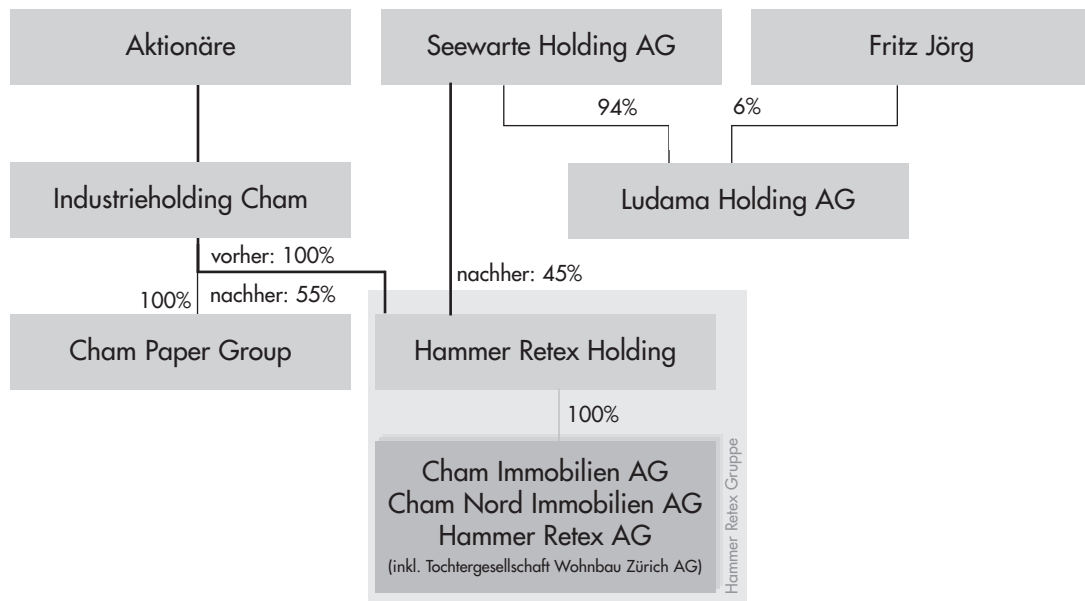 Aktionäre
Seewarte Holding AG
Fritz Jörg
94%
6%
Industrieholding Cham
Ludama Holding AG
vorher: 100%
nachher: 45%
100%
nachher: 55%
Cham Paper Group
Hammer Retex Holding
100%
Cham Immobilien AG
Cham Nord Immobilien AG
Hammer Retex AG
(inkl. Tochtergesellschaft Wohnbau Zürich AG)
Hammer Retex Gruppe